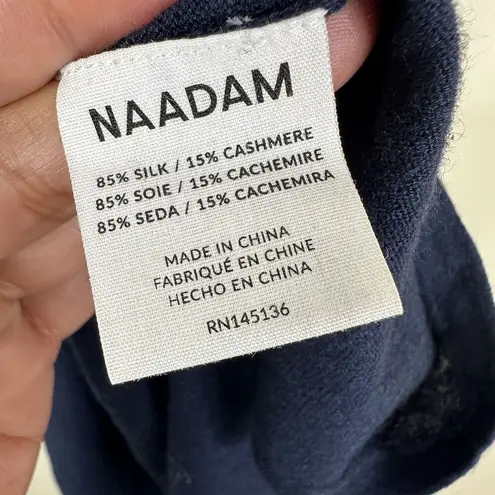 NAADAM
85% SILK / 15% CASHMERE
85% SOIE / 15% CACHEMIRE
85% SEDA / 15% CACHEMIRA
MADE IN CHINA
FABRIQUÉ EN CHINE
HECHO EN CHINA
RN145136